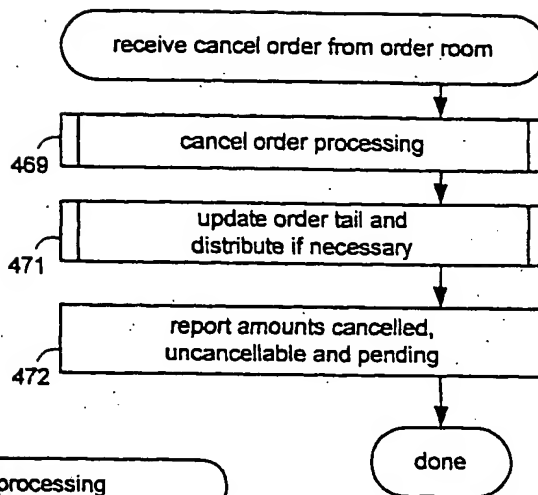 receive cancel order from order room
469
cancel order processing
471
update order tail and
distribute if necessary
472
report amounts cancelled,
uncancellable and pending
done
processing